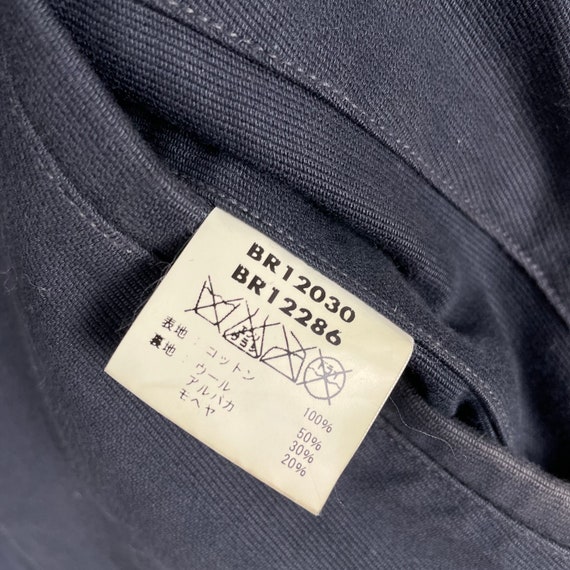 BR12030
BR12286
表地：コットン 100%
裏地：ウール 50%
アルパカ 30%
モヘヤ 20%